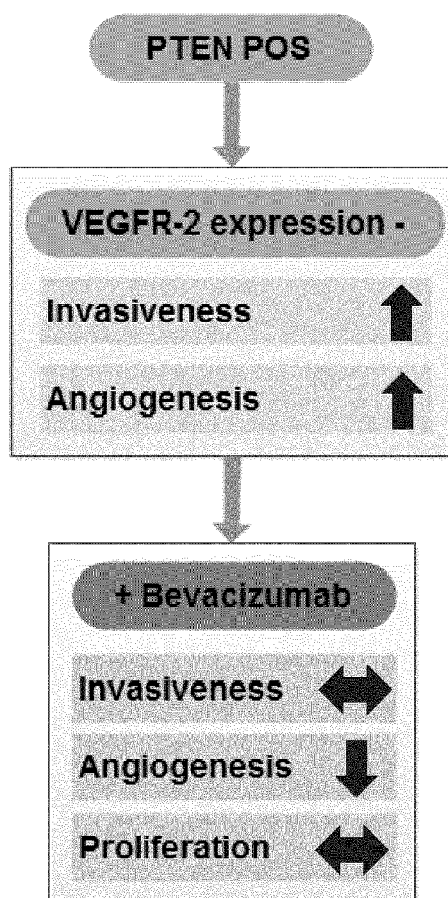 PTEN POS
VEGFR-2 expression -
Invasiveness
Angiogenesis
+ Bevacizumab
Invasiveness
Angiogenesis
Proliferation